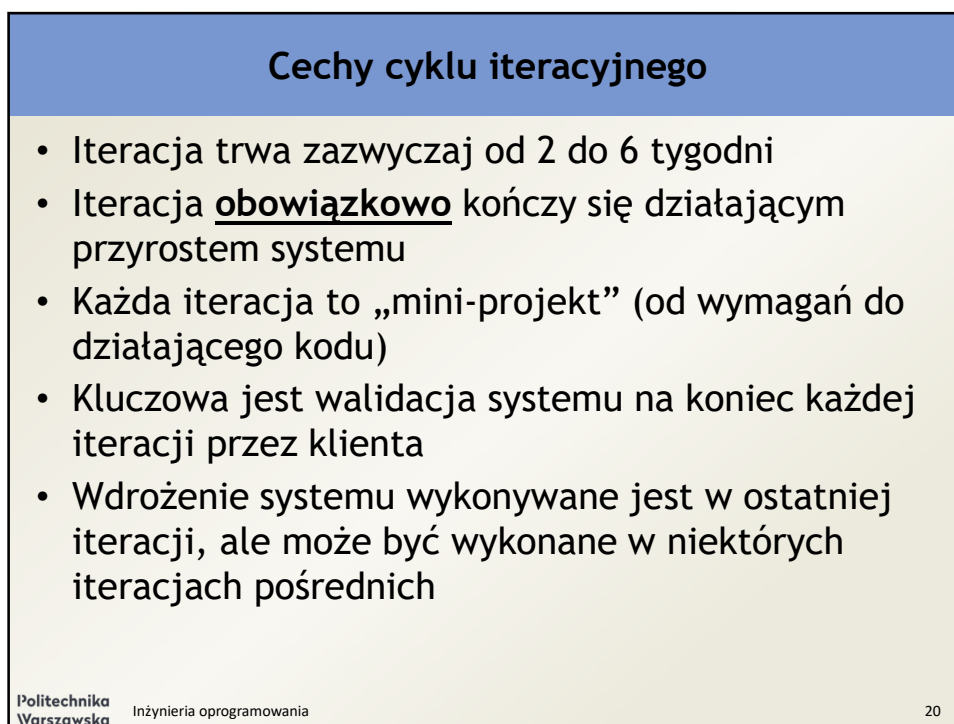 Cechy cyklu iteracyjnego
• Iteracja trwa zazwyczaj od 2 do 6 tygodni
• Iteracja obowiązkowo kończy się działającym
przyrostem systemu
• Każda iteracja to „mini-projekt” (od wymagań do
działającego kodu)
• Kluczowa jest walidacja systemu na koniec każdej
iteracji przez klienta
• Wdrożenie systemu wykonywane jest w ostatniej
iteracji, ale może być wykonane w niektórych
iteracjach pośrednich
Politechnika
Warszawska
Inżynieria oprogramowania
20